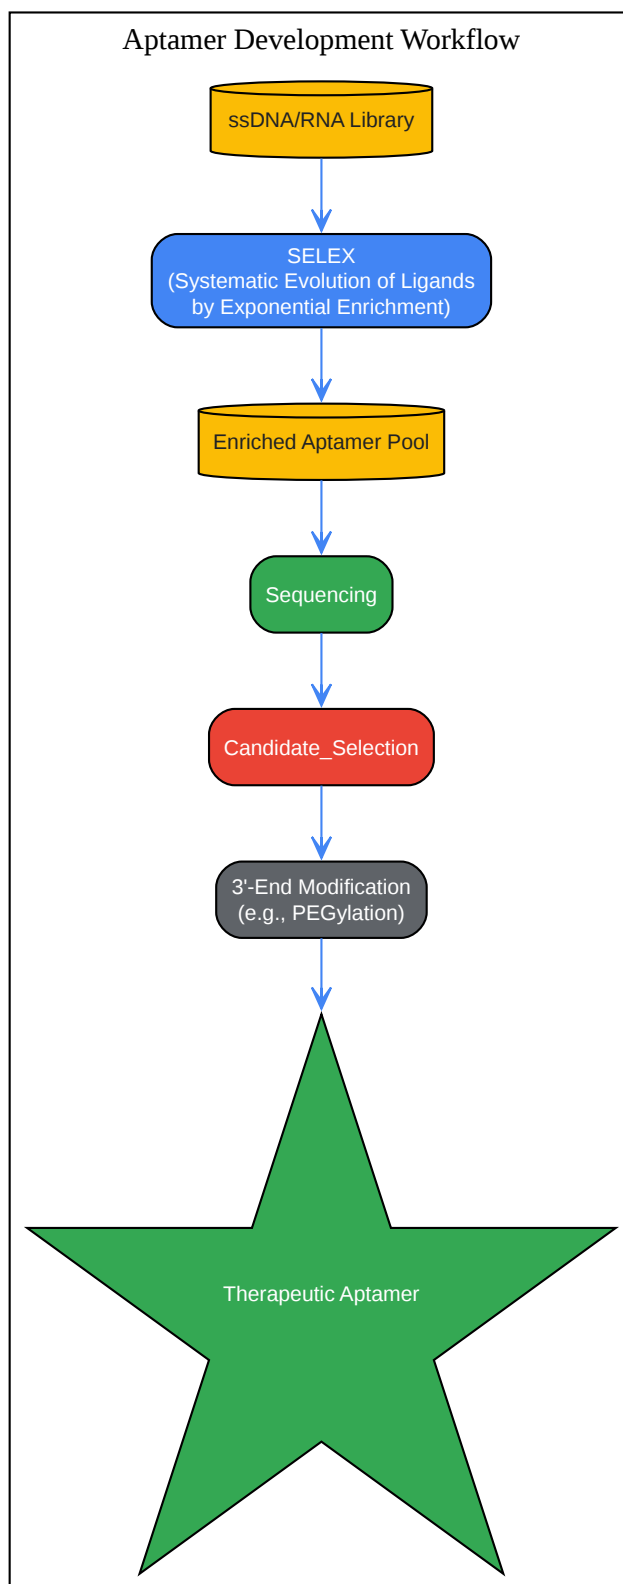 Aptamer Development Workflow
ssDNA/RNA Library
SELEX
(Systematic Evolution of Ligands
by Exponential Enrichment)
Enriched Aptamer Pool
Sequencing
Candidate_Selection
3'-End Modification
(e.g., PEGylation)
Therapeutic Aptamer